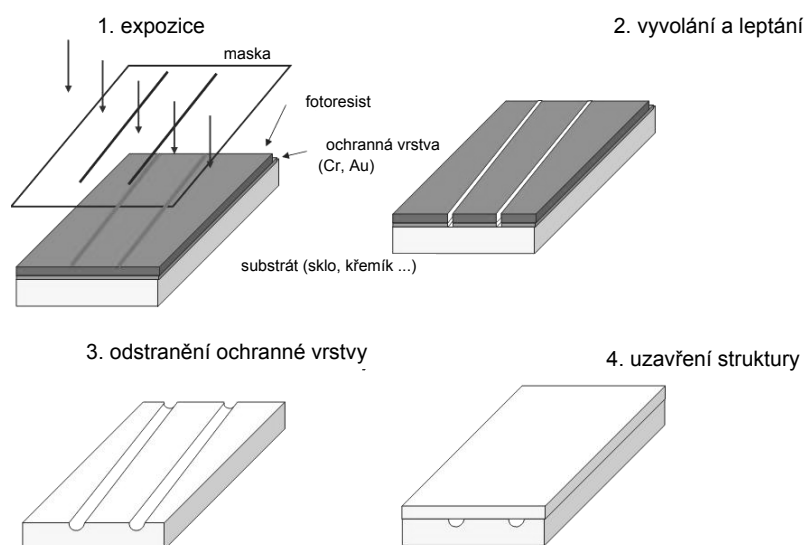 1. expozice
2. vyvolání a leptání
maska
fotoresist
ochranná vrstva
(Cr, Au)
substrát (sklo, křemík ...)
3. odstranění ochranné vrstvy
4. uzavření struktury